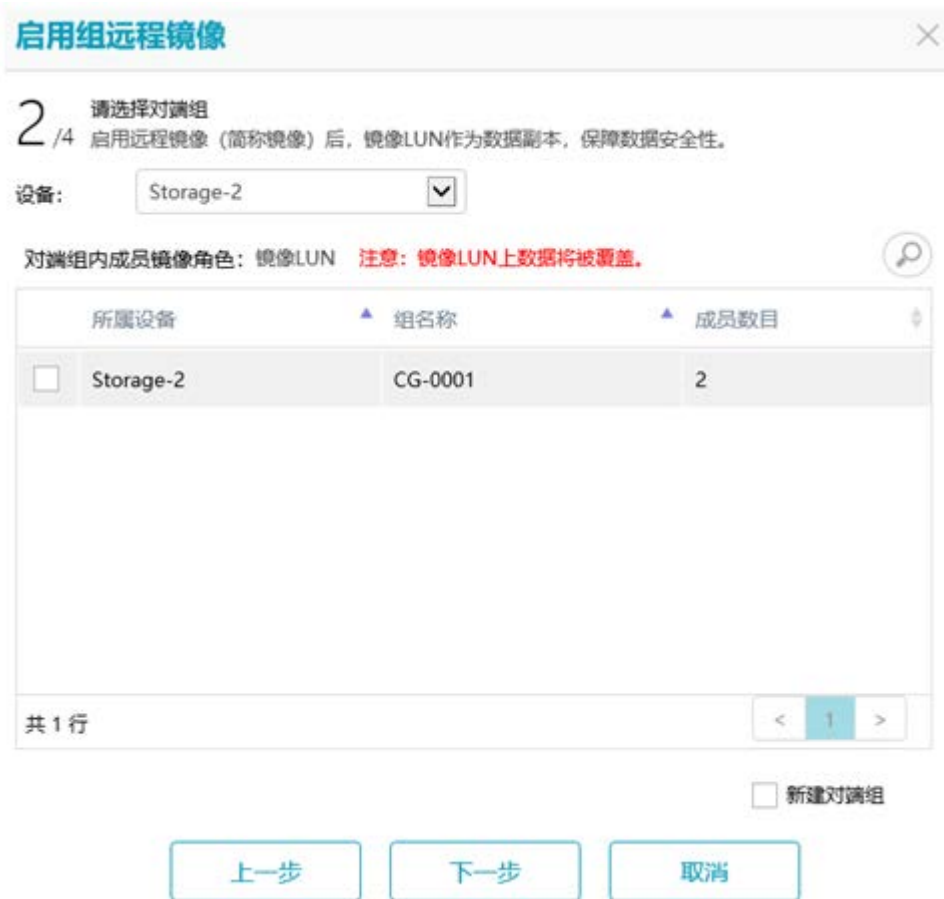 启用组远程镜像
2/4 请选择对端组
启用远程镜像（简称镜像）后，镜像LUN作为数据副本，保障数据安全性。
设备： Storage-2
对端组内成员镜像角色：镜像LUN 注意：镜像LUN上数据将被覆盖。
所属设备 组名称 成员数目
Storage-2 CG-0001 2
共 1 行 < 1 >
新建对端组
上一步 下一步 取消